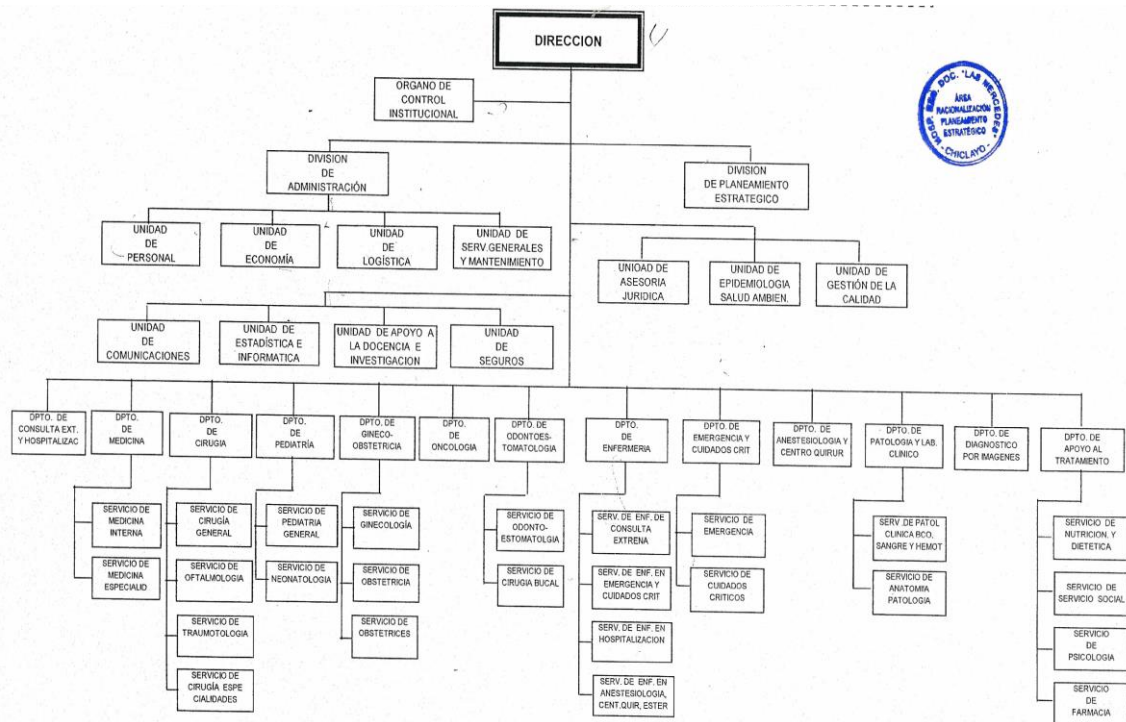 DIRECCION
ORGANO DE
CONTROL
INSTITUCIONAL
HOSP. REG. DOC. "LAS MERCEDES"
ÁREA
RACIONALIZACIÓN
PLANEAMIENTO
ESTRATÉGICO
- CHICLAYO -
DIVISION
DE
ADMINISTRACIÓN
DIVISION
DE PLANEAMIENTO
ESTRATEGICO
UNIDAD
DE
PERSONAL
UNIDAD
DE
ECONOMÍA
UNIDAD
DE
LOGÍSTICA
UNIDAD DE
SERV.GENERALES
Y MANTENIMIENTO
UNIOAD DE
ASESORIA
JURIDICA
UNIDAD DE
EPIDEMIOLOGIA
SALUD AMBIEN.
UNIDAD DE
GESTIÓN DE LA
CALIDAD
UNIDAD
DE
COMUNICACIONES
UNIDAD DE
ESTADÍSTICA E
INFORMATICA
UNIDAD DE APOYO A
LA DOCENCIA E
INVESTIGACION
UNIDAD
DE
SEGUROS
DPTO. DE
CONSULTA EXT.
Y HOSPITALIZAC
DPTO.
DE
MEDICINA
DPTO.
DE
CIRUGIA
DPTO.
DE
PEDIATRÍA
DPTO. DE
GINECO-
OBSTETRICIA
DPTO.
DE
ONCOLOGIA
DPTO. DE
ODONTOES-
TOMATOLOGIA
DPTO.
DE
ENFERMERIA
DPTO. DE
EMERGENCIA Y
CUIDADOS CRIT
DPTO. DE
ANESTESIOLOGIA Y
CENTRO QUIRUR
DPTO. DE
PATOLOGIA Y LAB.
CLINICO
DPTO. DE
DIAGNOSTICO
POR IMAGENES
DPTO. DE
APOYO AL
TRATAMIENTO
SERVICIO DE
MEDICINA
INTERNA
SERVICIO DE
MEDICINA
ESPECIALID
SERVICIO DE
CIRUGÍA
GENERAL
SERVICIO
DE
OFTALMOLOGIA
SERVICIO
DE
TRAUMOTOLOGIA
SERVICIO DE
CIRUGÍA ESPE
CIALIDADES
SERVICIO DE
PEDIATRIA
GENERAL
SERVICIO
DE
NEONATOLOGIA
SERVICIO DE
GINECOLOGÍA
SERVICIO DE
OBSTETRICIA
SERVICIO DE
OBSTETRICES
SERVICIO DE
ODONTO-
ESTOMATOLGIA
SERVICIO DE
CIRUGIA BUCAL
SERV. DE ENF. DE
CONSULTA
EXTRENA
SERV. DE ENF. EN
EMERGENCIA Y
CUIDADOS CRIT
SERV. DE ENF. EN
HOSPITALIZACION
SERV. DE ENF. EN
ANESTESIOLOGIA,
CENT.QUIR, ESTER
SERVICIO DE
EMERGENCIA
SERVICIO DE
CUIDADOS
CRITICOS
SERV. DE PATOL
CLINICA BCO.
SANGRE Y HEMOT
SERVICIO DE
ANATOMIA
PATOLOGIA
SERVICIO DE
NUTRICION. Y
DIETETICA
SERVICIO DE
SERVICIO SOCIAL
SERVICIO
DE
PSICOLOGIA
SERVICIO
DE
FARMACIA